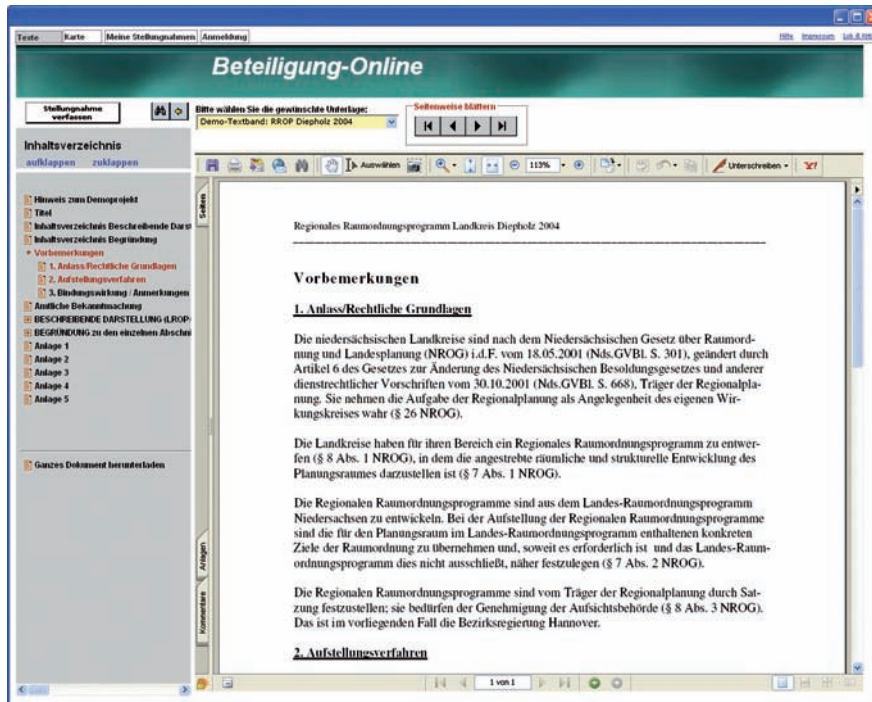 Texte Karte Meine Stellungnahmen Anmeldung
Hilfe Impressum
Beteiligung-Online
Stellungnahme
verfassen
Bitte wählen Sie die gewünschte Unterlage:
Demo-Textband: RROP Diepholz 2004
Seitenweise blättern
Inhaltsverzeichnis
aufklappen zuklappen
Hinweis zum Demoprojekt
Titel
Inhaltsverzeichnis Beschreibende Darst
Inhaltsverzeichnis Begründung
Vorbemerkungen
1. Anlass/Rechtliche Grundlagen
2. Aufstellungsverfahren
3. Bindungswirkung / Anmerkungen
Amtliche Bekanntmachung
BESCHREIBENDE DARSTELLUNG (LROP-
BEGRÜNDUNG zu den einzelnen Abschni
Anlage 1
Anlage 2
Anlage 3
Anlage 4
Anlage 5
Ganzes Dokument herunterladen
Auswählen
113%
Unterschreiben
Seiten
Anlagen
Kommentare
Regionales Raumordnungsprogramm Landkreis Diepholz 2004
Vorbemerkungen
1. Anlass/Rechtliche Grundlagen
Die niedersächsischen Landkreise sind nach dem Niedersächsischen Gesetz über Raumord-
nung und Landesplanung (NROG) i.d.F. vom 18.05.2001 (Nds.GVBl. S. 301), geändert durch
Artikel 6 des Gesetzes zur Änderung des Niedersächsischen Besoldungsgesetzes und anderer
dienstrechtlicher Vorschriften vom 30.10.2001 (Nds.GVBl. S. 668), Träger der Regionalpla-
nung. Sie nehmen die Aufgabe der Regionalplanung als Angelegenheit des eigenen Wir-
kungskreises wahr (§ 26 NROG).
Die Landkreise haben für ihren Bereich ein Regionales Raumordnungsprogramm zu entwer-
fen (§ 8 Abs. 1 NROG), in dem die angestrebte räumliche und strukturelle Entwicklung des
Planungsraumes darzustellen ist (§ 7 Abs. 1 NROG).
Die Regionalen Raumordnungsprogramme sind aus dem Landes-Raumordnungsprogramm
Niedersachsen zu entwickeln. Bei der Aufstellung der Regionalen Raumordnungsprogramme
sind die für den Planungsraum im Landes-Raumordnungsprogramm enthaltenen konkreten
Ziele der Raumordnung zu übernehmen und, soweit es erforderlich ist und das Landes-Raum-
ordnungsprogramm dies nicht ausschließt, näher festzulegen (§ 7 Abs. 2 NROG).
Die Regionalen Raumordnungsprogramme sind vom Träger der Regionalplanung durch Sat-
zung festzustellen; sie bedürfen der Genehmigung der Aufsichtsbehörde (§ 8 Abs. 3 NROG).
Das ist im vorliegenden Fall die Bezirksregierung Hannover.
2. Aufstellungsverfahren
1 von 1